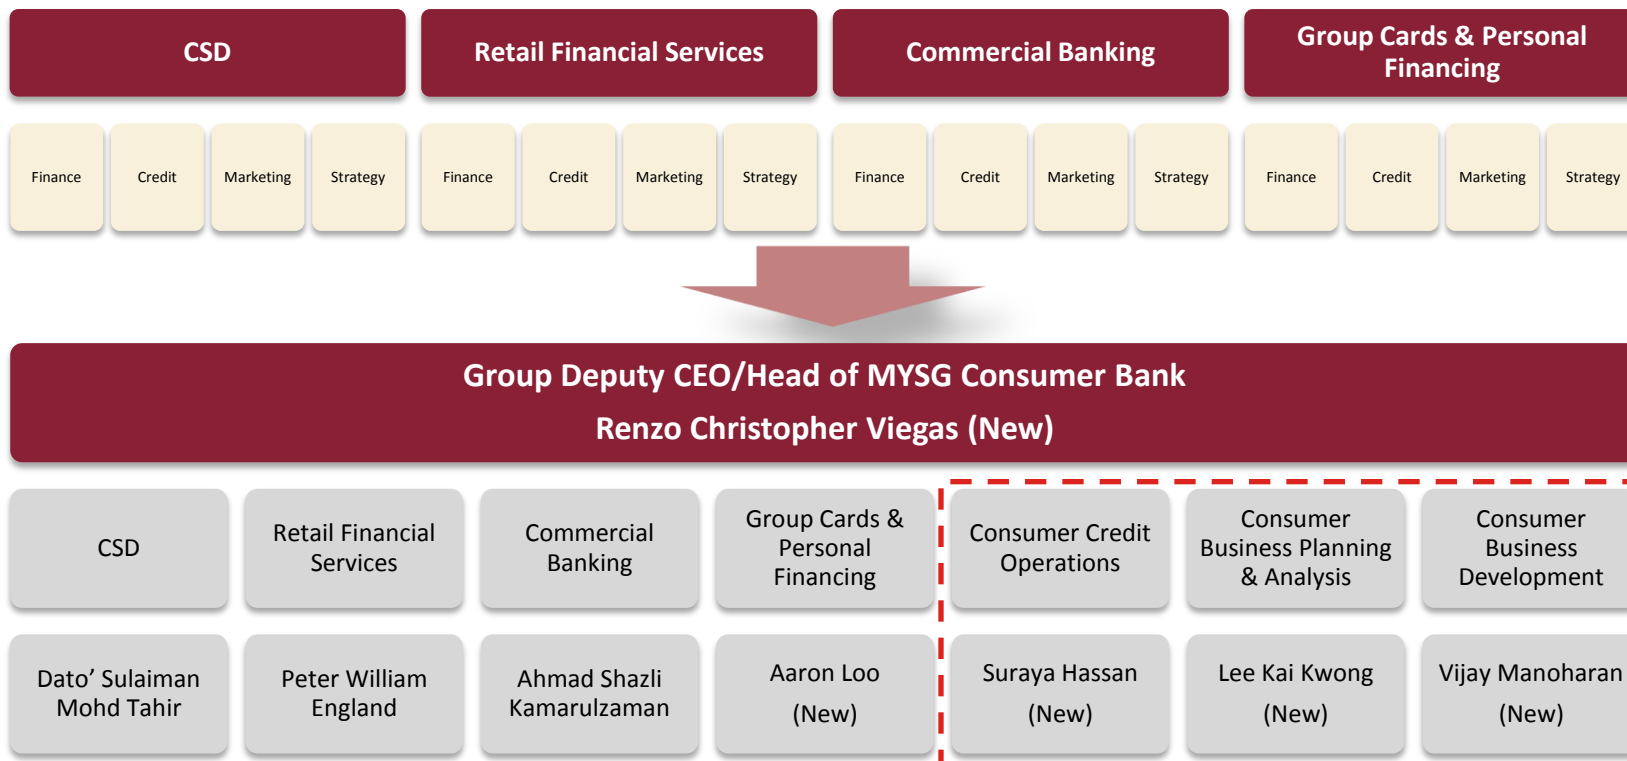 CSD
Retail Financial Services
Commercial Banking
Group Cards & Personal
Financing
Finance
Credit
Marketing
Strategy
Finance
Credit
Marketing
Strategy
Finance
Credit
Marketing
Strategy
Finance
Credit
Marketing
Strategy
Group Deputy CEO/Head of MYSG Consumer Bank
Renzo Christopher Viegas (New)
CSD
Retail Financial
Services
Commercial
Banking
Group Cards &
Personal
Financing
Consumer Credit
Operations
Consumer
Business Planning
& Analysis
Consumer
Business
Development
Dato’ Sulaiman
Mohd Tahir
Peter William
England
Ahmad Shazli
Kamarulzaman
Aaron Loo
(New)
Suraya Hassan
(New)
Lee Kai Kwong
(New)
Vijay Manoharan
(New)